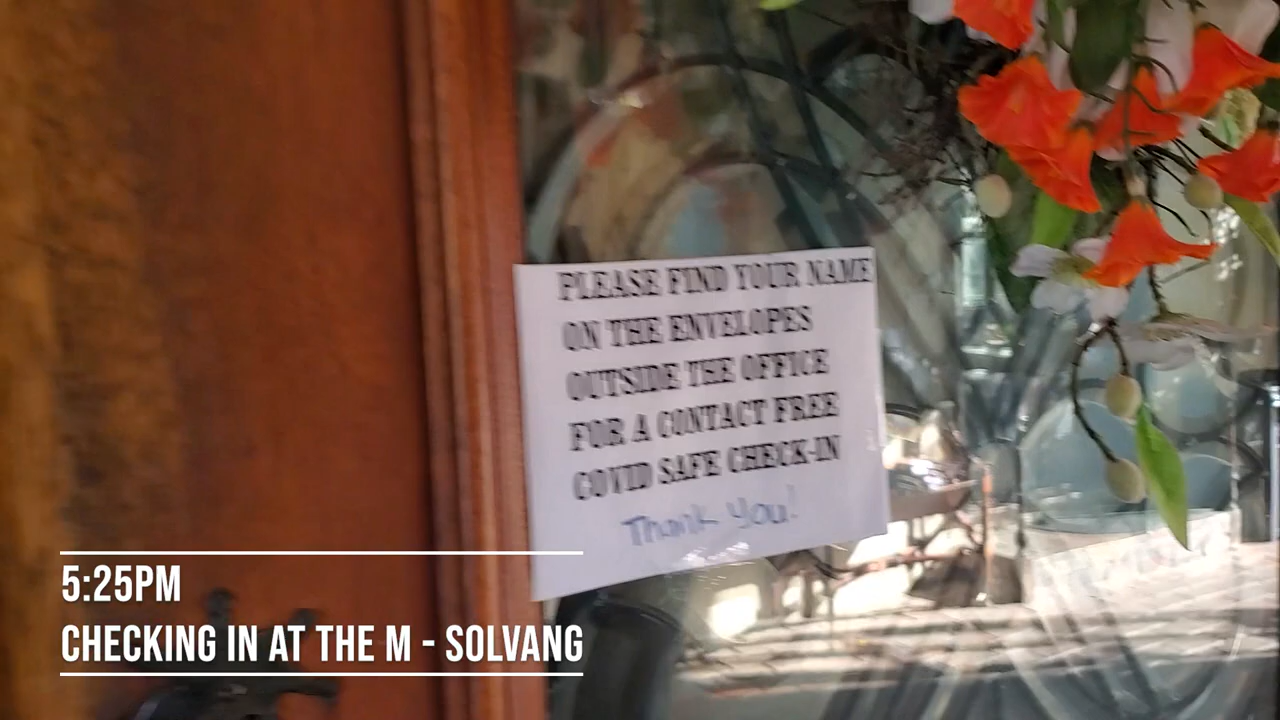 PLEASE FIND YOUR NAME
ON THE ENVELOPES
OUTSIDE THE OFFICE
FOR A CONTACT FREE
COVID SAFE CHECK-IN
Thank You!
5:25PM
CHECKING IN AT THE M - SOLVANG